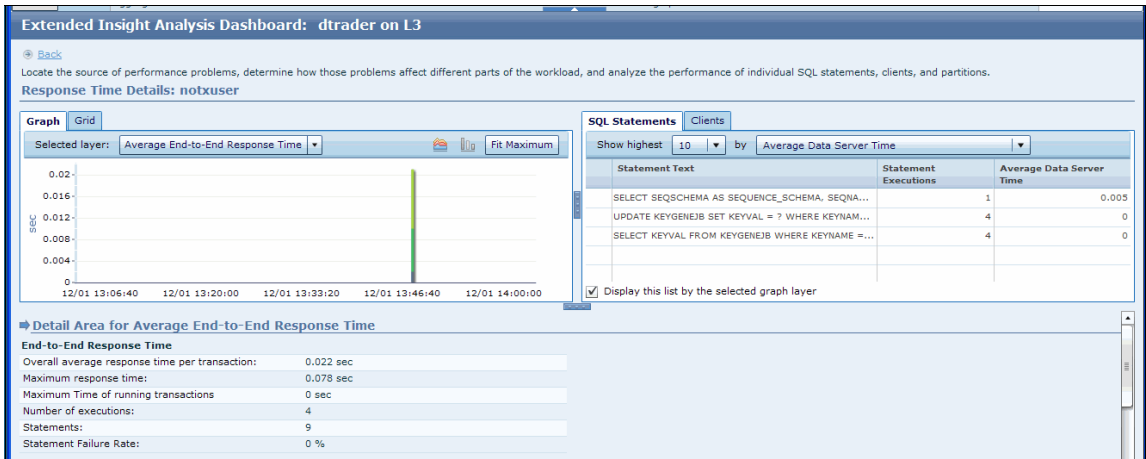 Extended Insight Analysis Dashboard: dtrader on L3
Back
Locate the source of performance problems, determine how those problems affect different parts of the workload, and analyze the performance of individual SQL statements, clients, and partitions.
Response Time Details: notxuser
Graph Grid
Selected layer: Average End-to-End Response Time Fit Maximum
sec
0.02
0.016
0.012
0.008
0.004
0
12/01 13:06:40 12/01 13:20:00 12/01 13:33:20 12/01 13:46:40 12/01 14:00:00
SQL Statements Clients
Show highest 10 by Average Data Server Time
Statement Text Statement Executions Average Data Server Time
SELECT SEQSCHEMA AS SEQUENCE_SCHEMA, SEQNA... 1 0.005
UPDATE KEYGENEJB SET KEYVAL = ? WHERE KEYNAM... 4 0
SELECT KEYVAL FROM KEYGENEJB WHERE KEYNAME =... 4 0
Display this list by the selected graph layer
Detail Area for Average End-to-End Response Time
End-to-End Response Time
Overall average response time per transaction: 0.022 sec
Maximum response time: 0.078 sec
Maximum Time of running transactions 0 sec
Number of executions: 4
Statements: 9
Statement Failure Rate: 0 %